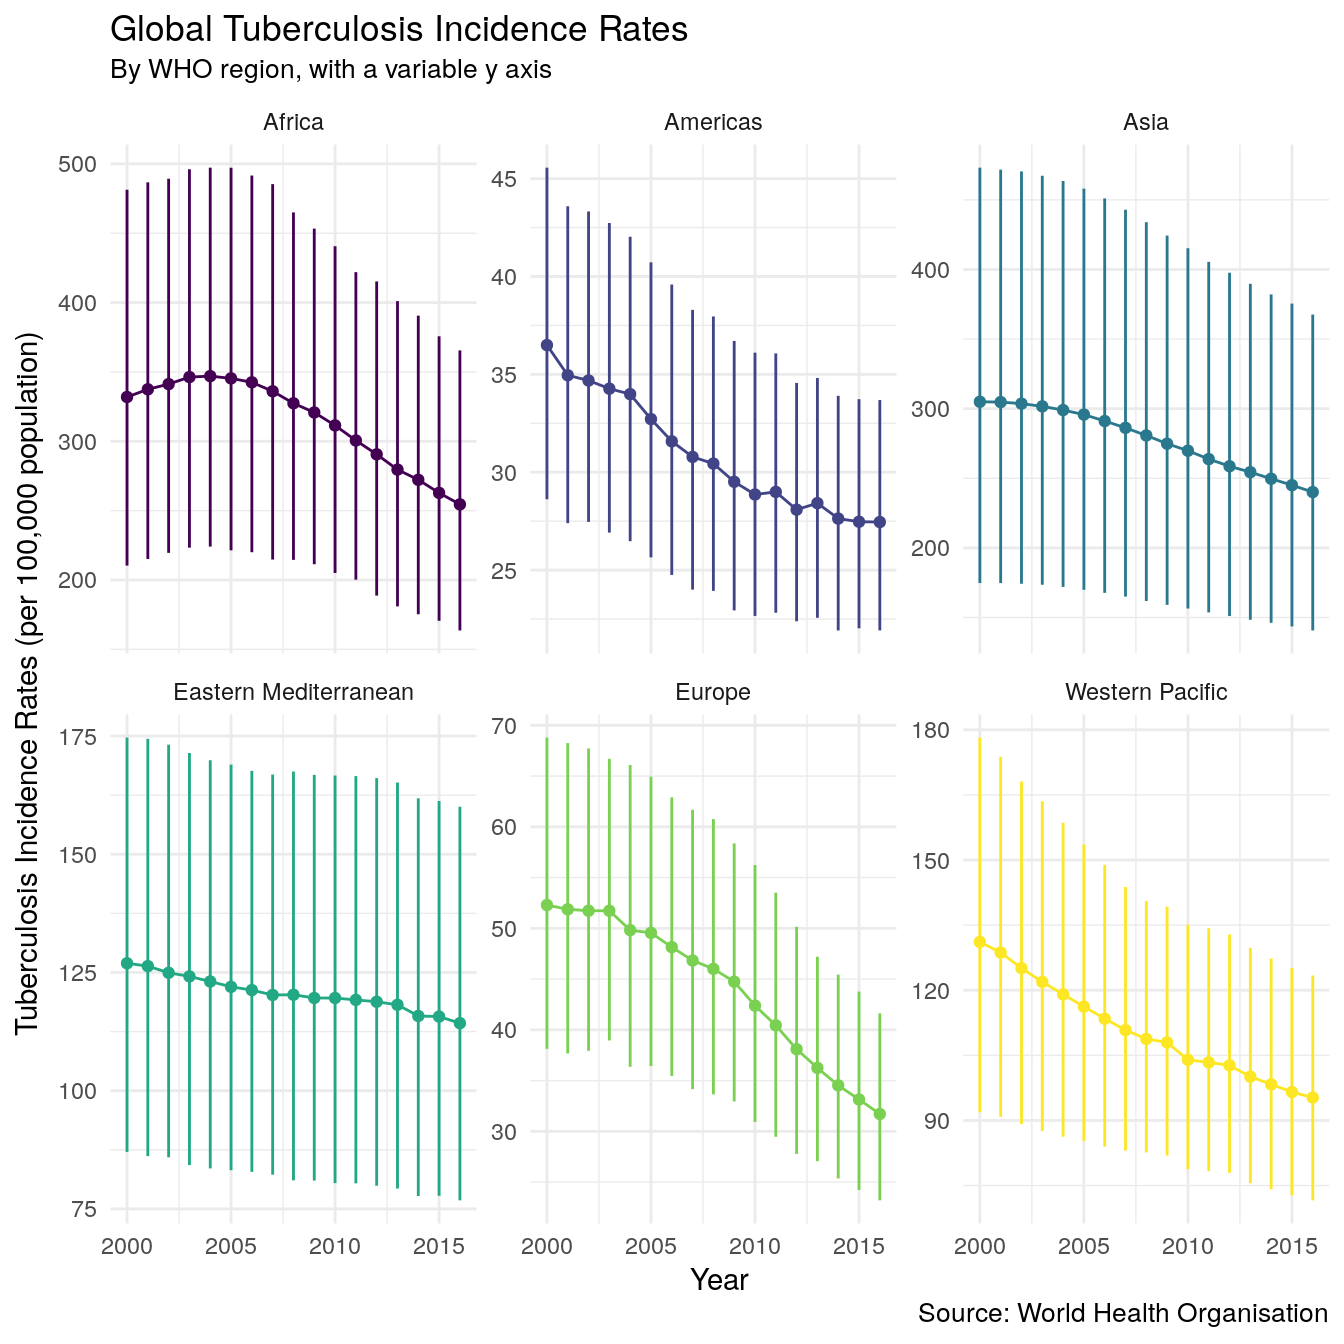 Global Tuberculosis Incidence Rates
By WHO region, with a variable y axis
Africa
Americas
Asia
500
400
300
200
45
40
35
30
25
400
300
200
Tuberculosis Incidence Rates (per 100,000 population)
Eastern Mediterranean
Europe
Western Pacific
175
150
125
100
75
70
60
50
40
30
180
150
120
90
2000 2005 2010 2015
2000 2005 2010 2015
2000 2005 2010 2015
Year
Source: World Health Organisation